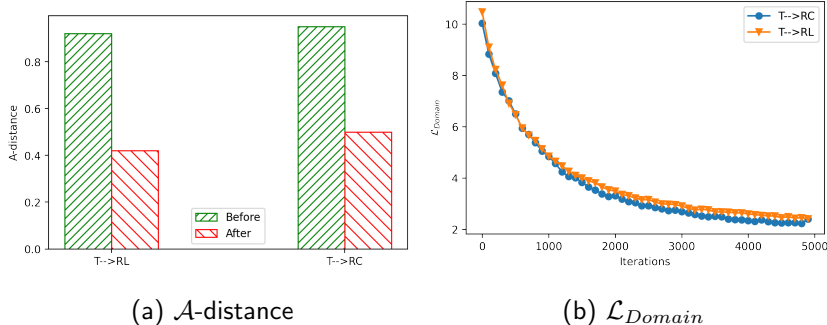 0.8
0.6
0.4
0.2
0.0
A-distance
Before
After
T-->RL
T-->RC
(a) A-distance
10
8
6
4
2
L_Domain
T-->RC
T-->RL
0
1000
2000
3000
4000
5000
Iterations
(b) L_Domain